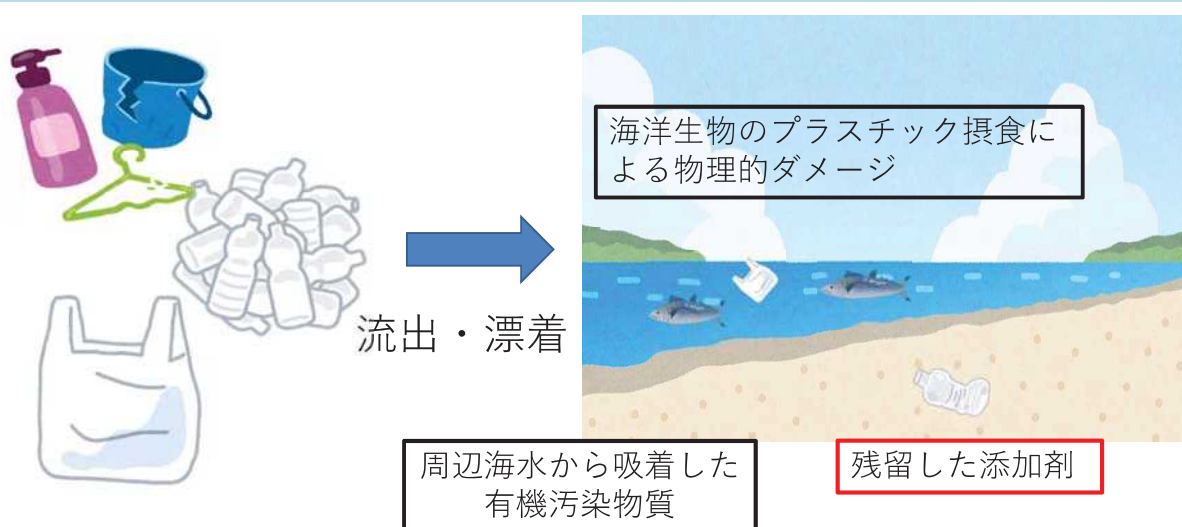 海洋生物のプラスチック摂食に
よる物理的ダメージ
流出・漂着
周辺海水から吸着した
有機汚染物質
残留した添加剤